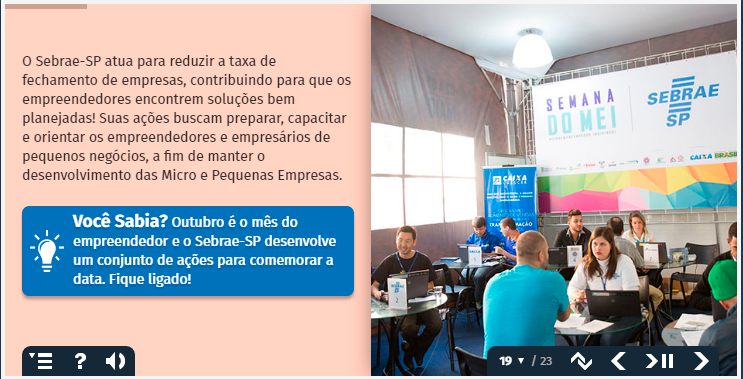 O Sebrae-SP atua para reduzir a taxa de
fechamento de empresas, contribuindo para que os
empreendedores encontrem soluções bem
planejadas! Suas ações buscam preparar, capacitar
e orientar os empreendedores e empresários de
pequenos negócios, a fim de manter o
desenvolvimento das Micro e Pequenas Empresas.
Você Sabia? Outubro é o mês do
empreendedor e o Sebrae-SP desenvolve
um conjunto de ações para comemorar a
data. Fique ligado!
SEMANA
DO MEI
SEBRAE
SP
CAIXA BRASIL
CAIXA
SEBRAE
2
?
19 / 23